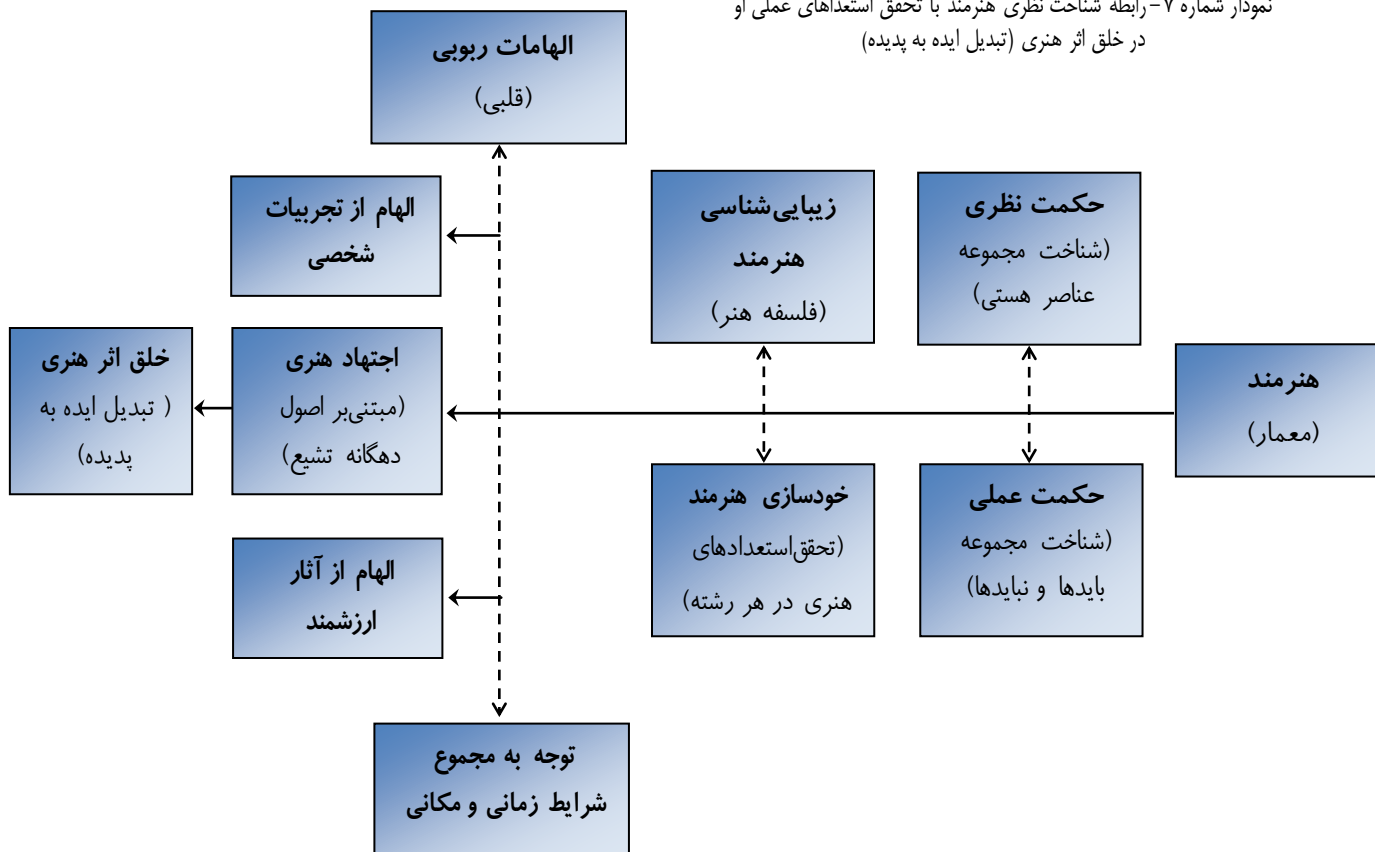 نمودار شماره ۷- رابطه شناخت نظری هنرمند با تحقق استعداهای عملی او
در خلق اثر هنری (تبدیل ایده به پدیده)
هنرمند
(معمار)
حکمت نظری
(شناخت مجموعه
عناصر هستی)
حکمت عملی
(شناخت مجموعه
بایدها و نبایدها)
زیبایی‌شناسی
هنرمند
(فلسفه هنر)
خودسازی هنرمند
(تحقق‌استعدادهای
هنری در هر رشته)
الهامات ربوبی
(قلبی)
الهام از تجربیات
شخصی
اجتهاد هنری
(مبتنی‌بر اصول
دهگانه تشیع)
الهام از آثار
ارزشمند
توجه به مجموع
شرایط زمانی و مکانی
خلق اثر هنری
( تبدیل ایده به
پدیده)